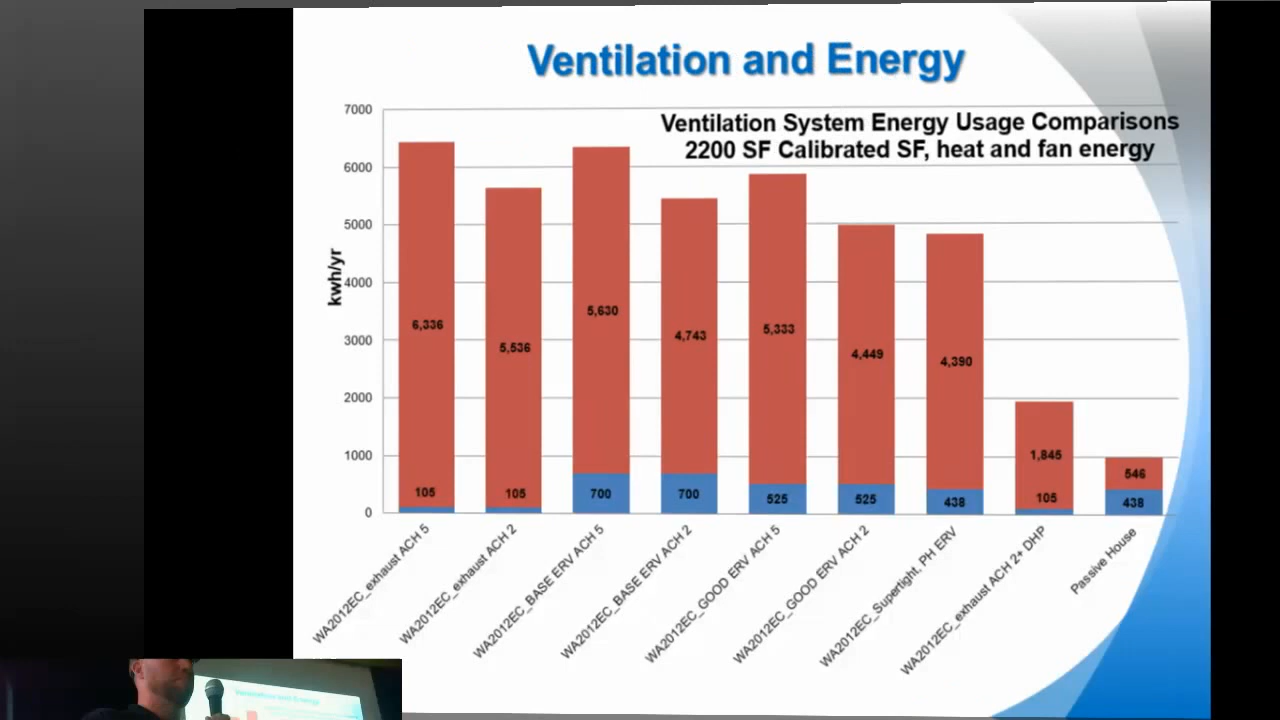 Ventilation and Energy
Ventilation System Energy Usage Comparisons
2200 SF Calibrated SF, heat and fan energy
kwh/yr
7000
6000
5000
4000
3000
2000
1000
0
6,336
105
5,536
105
5,630
700
4,743
700
5,333
525
4,449
525
4,390
438
1,845
105
546
438
WA2012EC_exhaust ACH 5
WA2012EC_exhaust ACH 2
WA2012EC_BASE ERV ACH 5
WA2012EC_BASE ERV ACH 2
WA2012EC_GOOD ERV ACH 5
WA2012EC_GOOD ERV ACH 2
WA2012EC_Supertight, PH ERV
WA2012EC_exhaust ACH 2+ DHP
Passive House
Ventilation and Energy